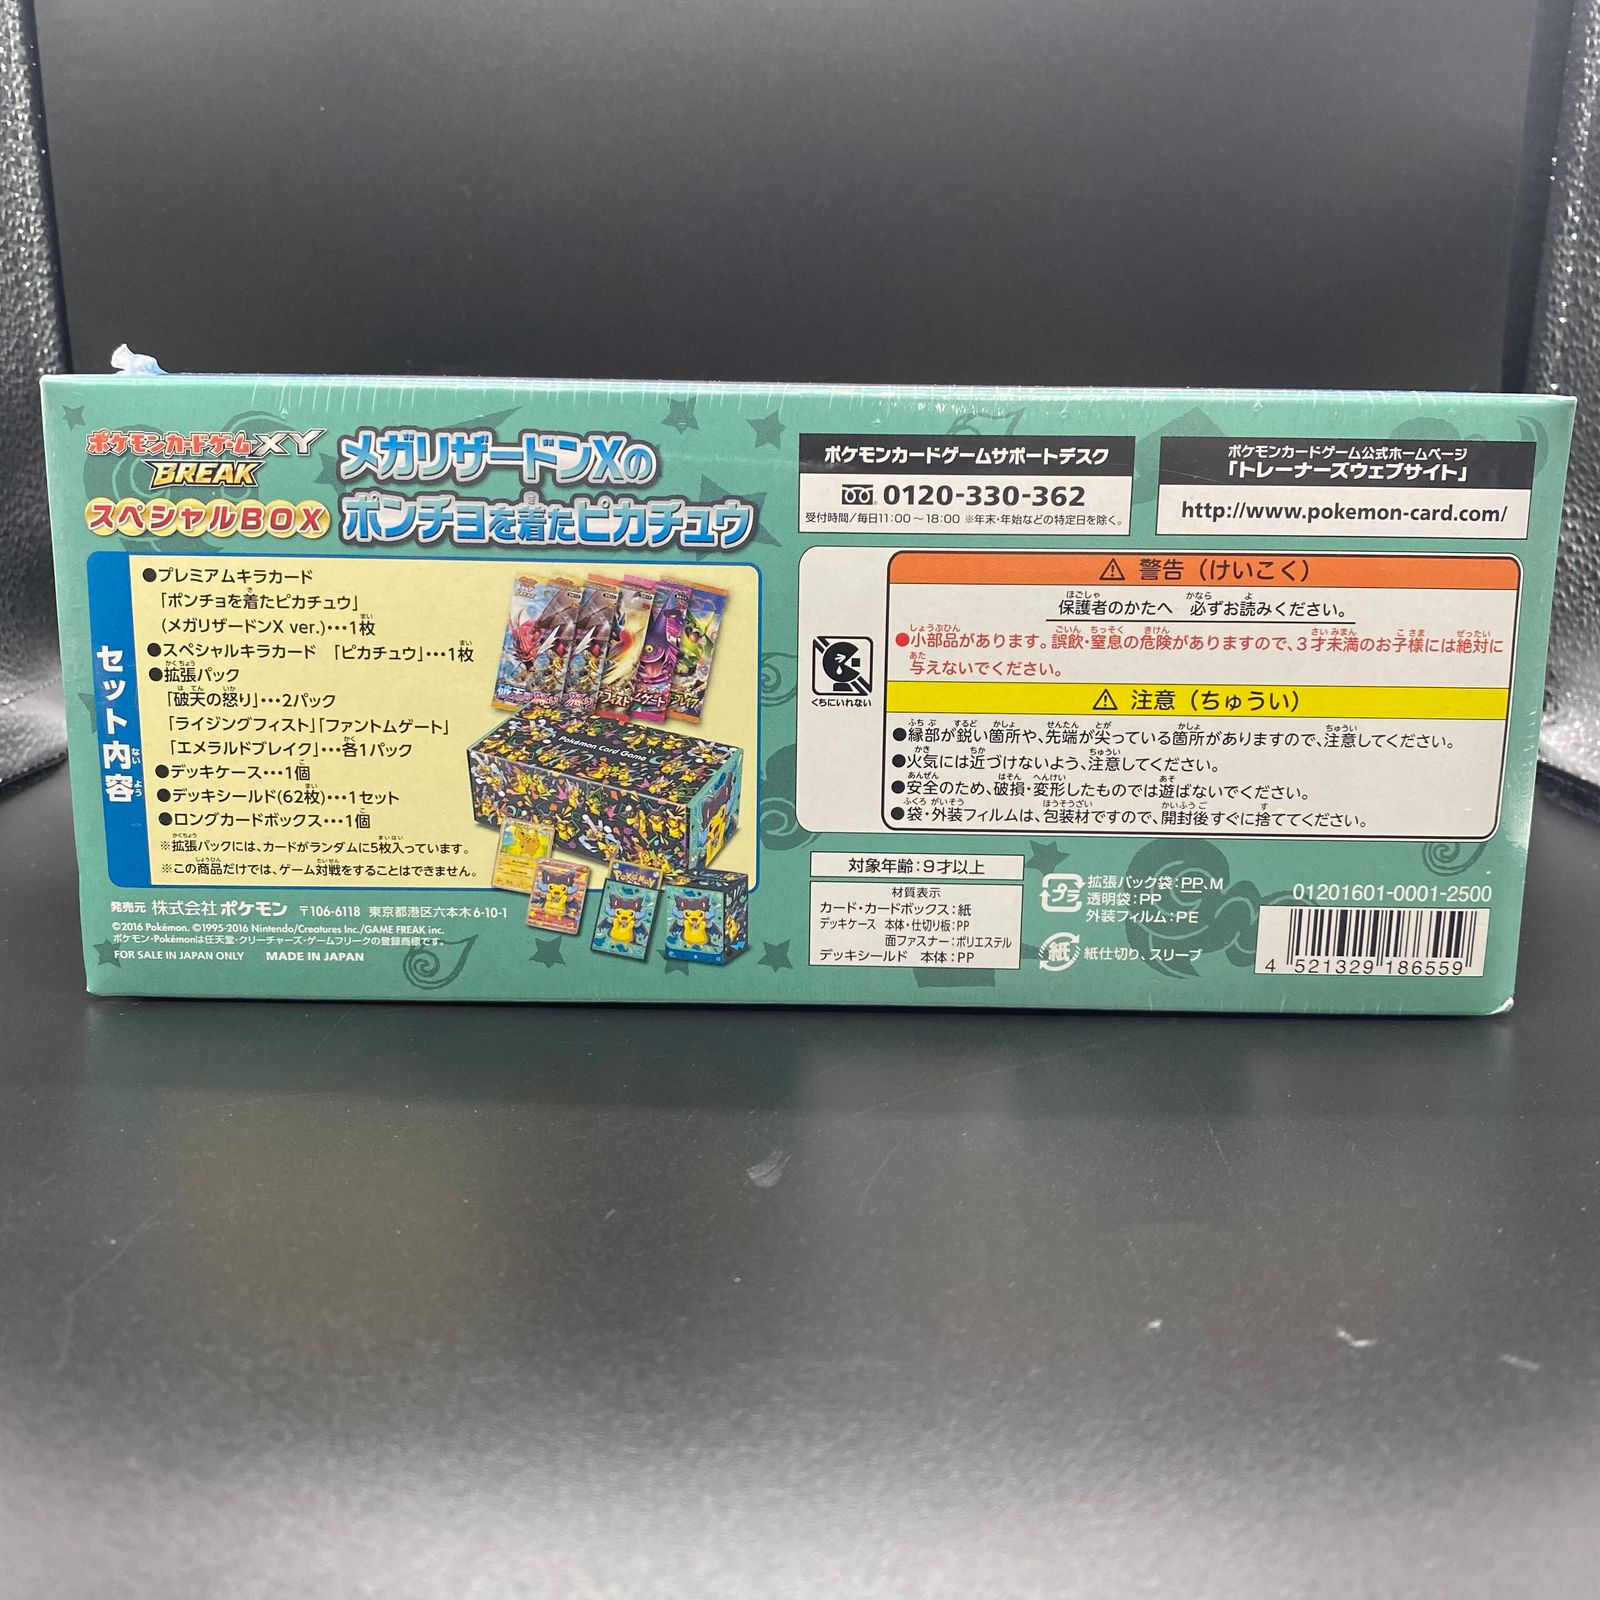 ポケモンカードゲームXY
BREAK
スペシャルBOX
メガリザードンXの
ポンチョを着たピカチュウ
セット内容
●プレミアムキラカード
「ポンチョを着たピカチュウ」
(メガリザードンX ver.)・・・1枚
●スペシャルキラカード 「ピカチュウ」・・・1枚
●拡張パック
「破天の怒り」・・・2パック
「ライジングフィスト」「ファントムゲート」
「エメラルドブレイク」・・・各1パック
●デッキケース・・・1個
●デッキシールド(62枚)・・・1セット
●ロングカードボックス・・・1個
※拡張パックには、カードがランダムに5枚入っています。
※この商品だけでは、ゲーム対戦をすることはできません。
Pokémon Card Game
発売元 株式会社 ポケモン 〒106-6118 東京都港区六本木6-10-1
©2016 Pokémon. ©1995-2016 Nintendo/Creatures Inc./GAME FREAK inc.
ポケモン・Pokémonは任天堂・クリーチャーズ・ゲームフリークの登録商標です。
FOR SALE IN JAPAN ONLY MADE IN JAPAN
ポケモンカードゲームサポートデスク
0120-330-362
受付時間/毎日11:00～18:00 ※年末・年始などの特定日を除く。
ポケモンカードゲーム公式ホームページ
「トレーナーズウェブサイト」
http://www.pokemon-card.com/
くちにいれない
⚠ 警告(けいこく)
保護者のかたへ 必ずお読みください。
●小部品があります。誤飲・窒息の危険がありますので、3才未満のお子様には絶対に
与えないでください。
⚠ 注意(ちゅうい)
●縁部が鋭い箇所や、先端が尖っている箇所がありますので、注意してください。
●火気には近づけないよう、注意してください。
●安全のため、破損・変形したものでは遊ばないでください。
●袋・外装フィルムは、包装材ですので、開封後すぐに捨ててください。
対象年齢:9才以上
材質表示
カード・カードボックス:紙
デッキケース 本体・仕切り板:PP
面ファスナー:ポリエステル
デッキシールド 本体:PP
プラ
拡張パック袋:PP、M
透明袋:PP
外装フィルム:PE
紙
紙仕切り、スリーブ
01201601-0001-2500
4 521329 186559